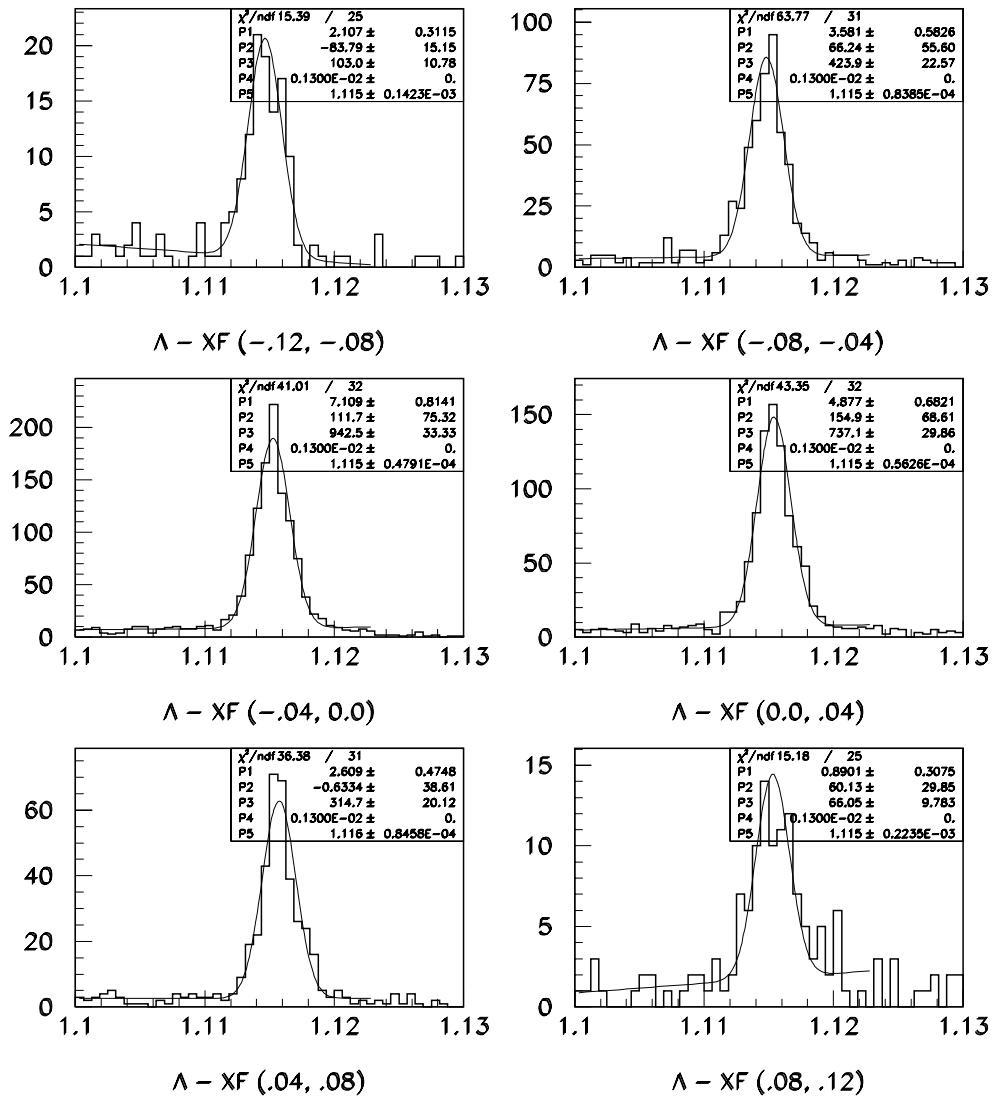 χ²/ndf 15.39 / 25
P1 2.107 ± 0.3115
P2 −83.79 ± 15.15
P3 103.0 ± 10.78
P4 0.1300E−02 ± 0.
P5 1.115 ± 0.1423E−03
20
15
10
5
0
1.1 1.11 1.12 1.13
Λ − XF (−.12, −.08)
χ²/ndf 63.77 / 31
P1 3.581 ± 0.5826
P2 66.24 ± 55.60
P3 423.9 ± 22.57
P4 0.1300E−02 ± 0.
P5 1.115 ± 0.8385E−04
100
75
50
25
0
1.1 1.11 1.12 1.13
Λ − XF (−.08, −.04)
χ²/ndf 41.01 / 32
P1 7.109 ± 0.8141
P2 111.7 ± 75.32
P3 942.5 ± 33.33
P4 0.1300E−02 ± 0.
P5 1.115 ± 0.4791E−04
200
150
100
50
0
1.1 1.11 1.12 1.13
Λ − XF (−.04, 0.0)
χ²/ndf 43.35 / 32
P1 4.877 ± 0.6821
P2 154.9 ± 68.61
P3 737.1 ± 29.86
P4 0.1300E−02 ± 0.
P5 1.115 ± 0.5626E−04
150
100
50
0
1.1 1.11 1.12 1.13
Λ − XF (0.0, .04)
χ²/ndf 36.38 / 31
P1 2.609 ± 0.4748
P2 −0.6334 ± 38.61
P3 314.7 ± 20.12
P4 0.1300E−02 ± 0.
P5 1.116 ± 0.8458E−04
60
40
20
0
1.1 1.11 1.12 1.13
Λ − XF (.04, .08)
χ²/ndf 15.18 / 25
P1 0.8901 ± 0.3075
P2 60.13 ± 29.85
P3 66.05 ± 9.783
P4 0.1300E−02 ± 0.
P5 1.115 ± 0.2235E−03
15
10
5
0
1.1 1.11 1.12 1.13
Λ − XF (.08, .12)